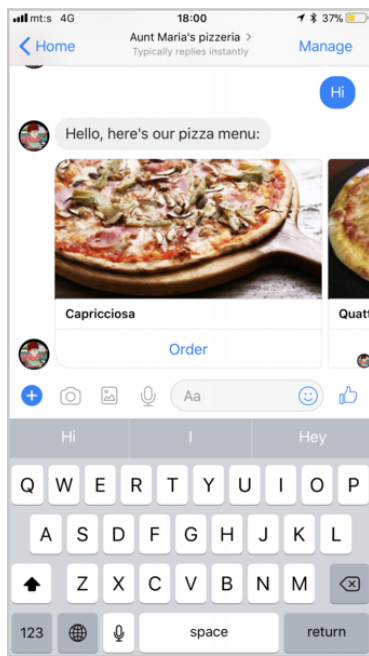 mt:s 4G 18:00 37%
Home Aunt Maria's pizzeria > Manage
Typically replies instantly
Hi
Hello, here's our pizza menu:
Capricciosa Quatt
Order
Aa
Hi I Hey
Q W E R T Y U I O P
A S D F G H J K L
Z X C V B N M
123 space return